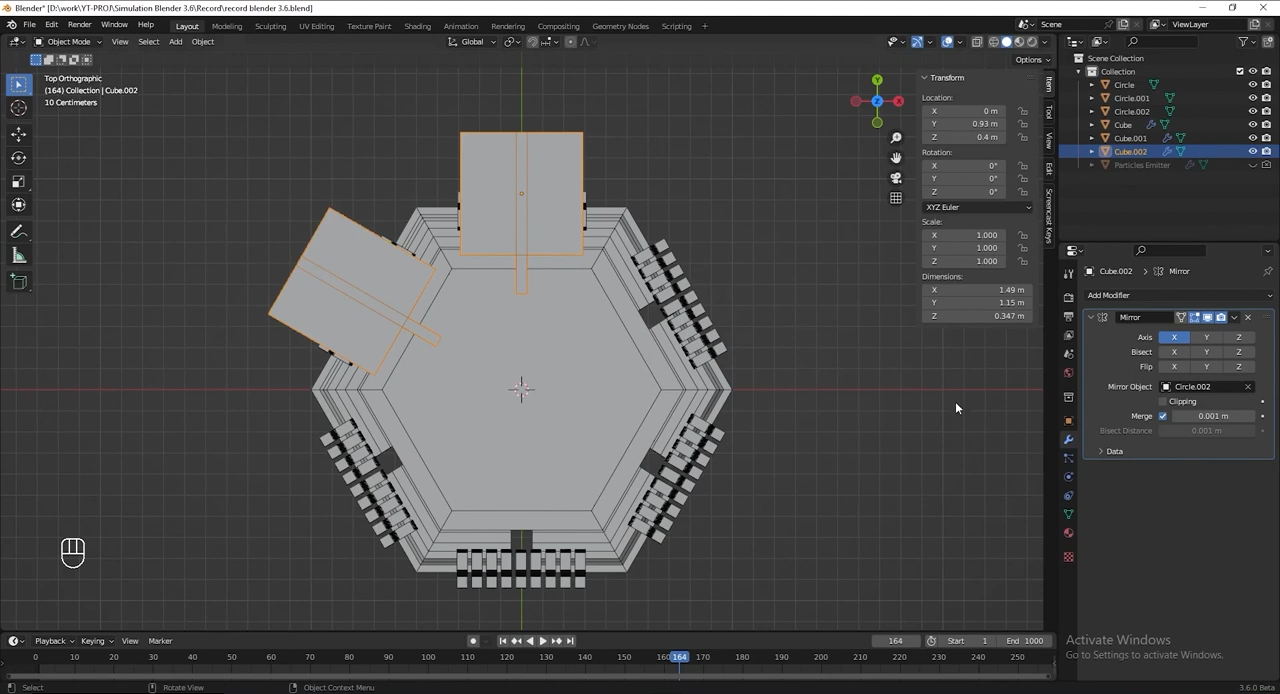 Blender* [D:\work\YT-PROJ\Simulation Blender 3.6\Record\record blender 3.6.blend]
File Edit Render Window Help Layout Modeling Sculpting UV Editing Texture Paint Shading Animation Rendering Compositing Geometry Nodes Scripting + Scene ViewLayer
Object Mode View Select Add Object Global
Options
Top Orthographic
(164) Collection | Cube.002
10 Centimeters
Y
X
Z
Transform
Location:
X 0 m
Y 0.93 m
Z 0.4 m
Rotation:
X 0°
Y 0°
Z 0°
XYZ Euler
Scale:
X 1.000
Y 1.000
Z 1.000
Dimensions:
X 1.49 m
Y 1.15 m
Z 0.347 m
Item
Tool
View
Edit
Screencast Keys
Scene Collection
Collection
Circle
Circle.001
Circle.002
Cube
Cube.001
Cube.002
Particles Emitter
Cube.002 Mirror
Add Modifier
Mirror
Axis X Y Z
Bisect X Y Z
Flip X Y Z
Mirror Object Circle.002
Clipping
Merge 0.001 m
Bisect Distance 0.001 m
Data
Activate Windows
Go to Settings to activate Windows.
Playback Keying View Marker 164 Start 1 End 1000
0 10 20 30 40 50 60 70 80 90 100 110 120 130 140 150 160 164 170 180 190 200 210 220 230 240 250
Select Rotate View Object Context Menu 3.6.0 Beta